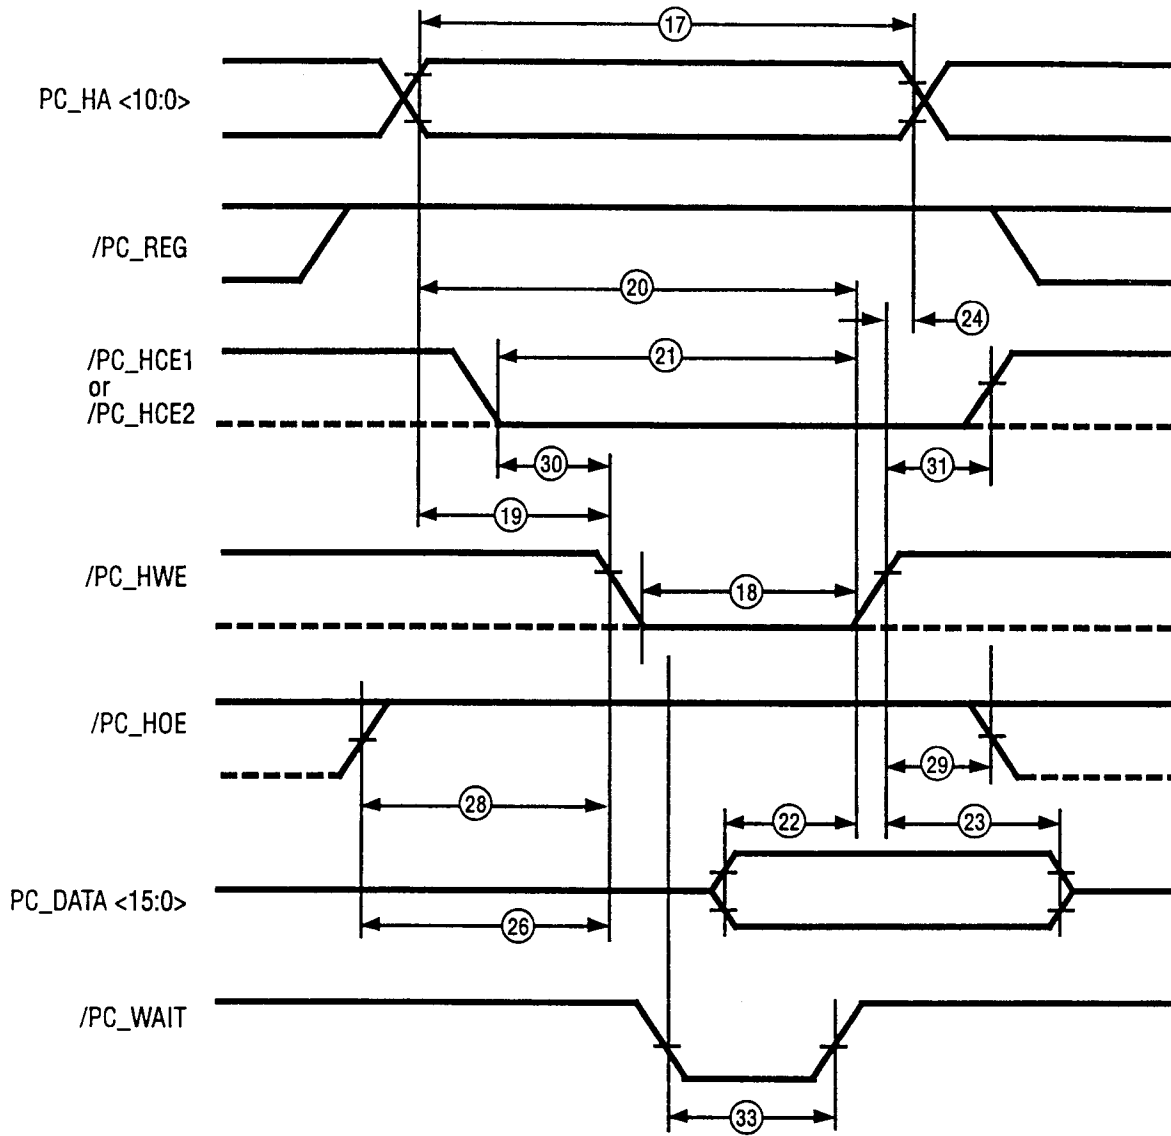 17
PC_HA <10:0>
/PC_REG
20
24
/PC_HCE1
or
/PC_HCE2
21
30
31
19
/PC_HWE
18
/PC_HOE
29
28
22
23
PC_DATA <15:0>
26
/PC_WAIT
33